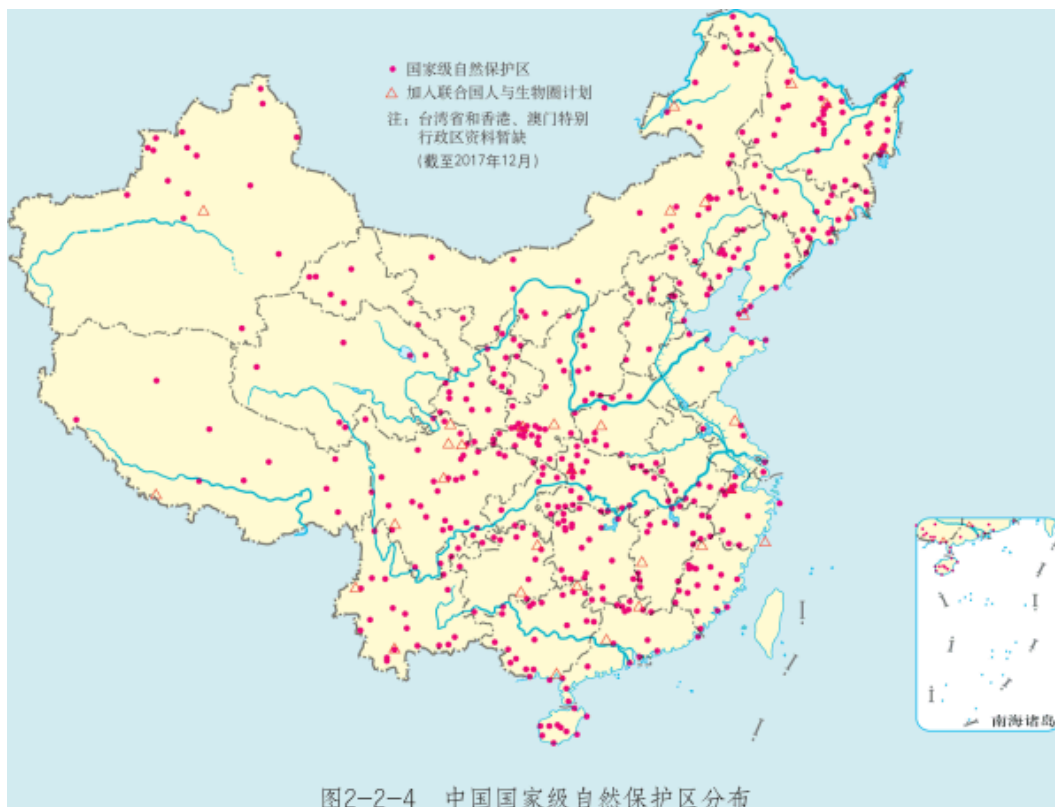 国家级自然保护区
加入联合国人与生物圈计划
注：台湾省和香港、澳门特别
行政区资料暂缺
(截至2017年12月)
南海诸岛
图2-2-4 中国国家级自然保护区分布